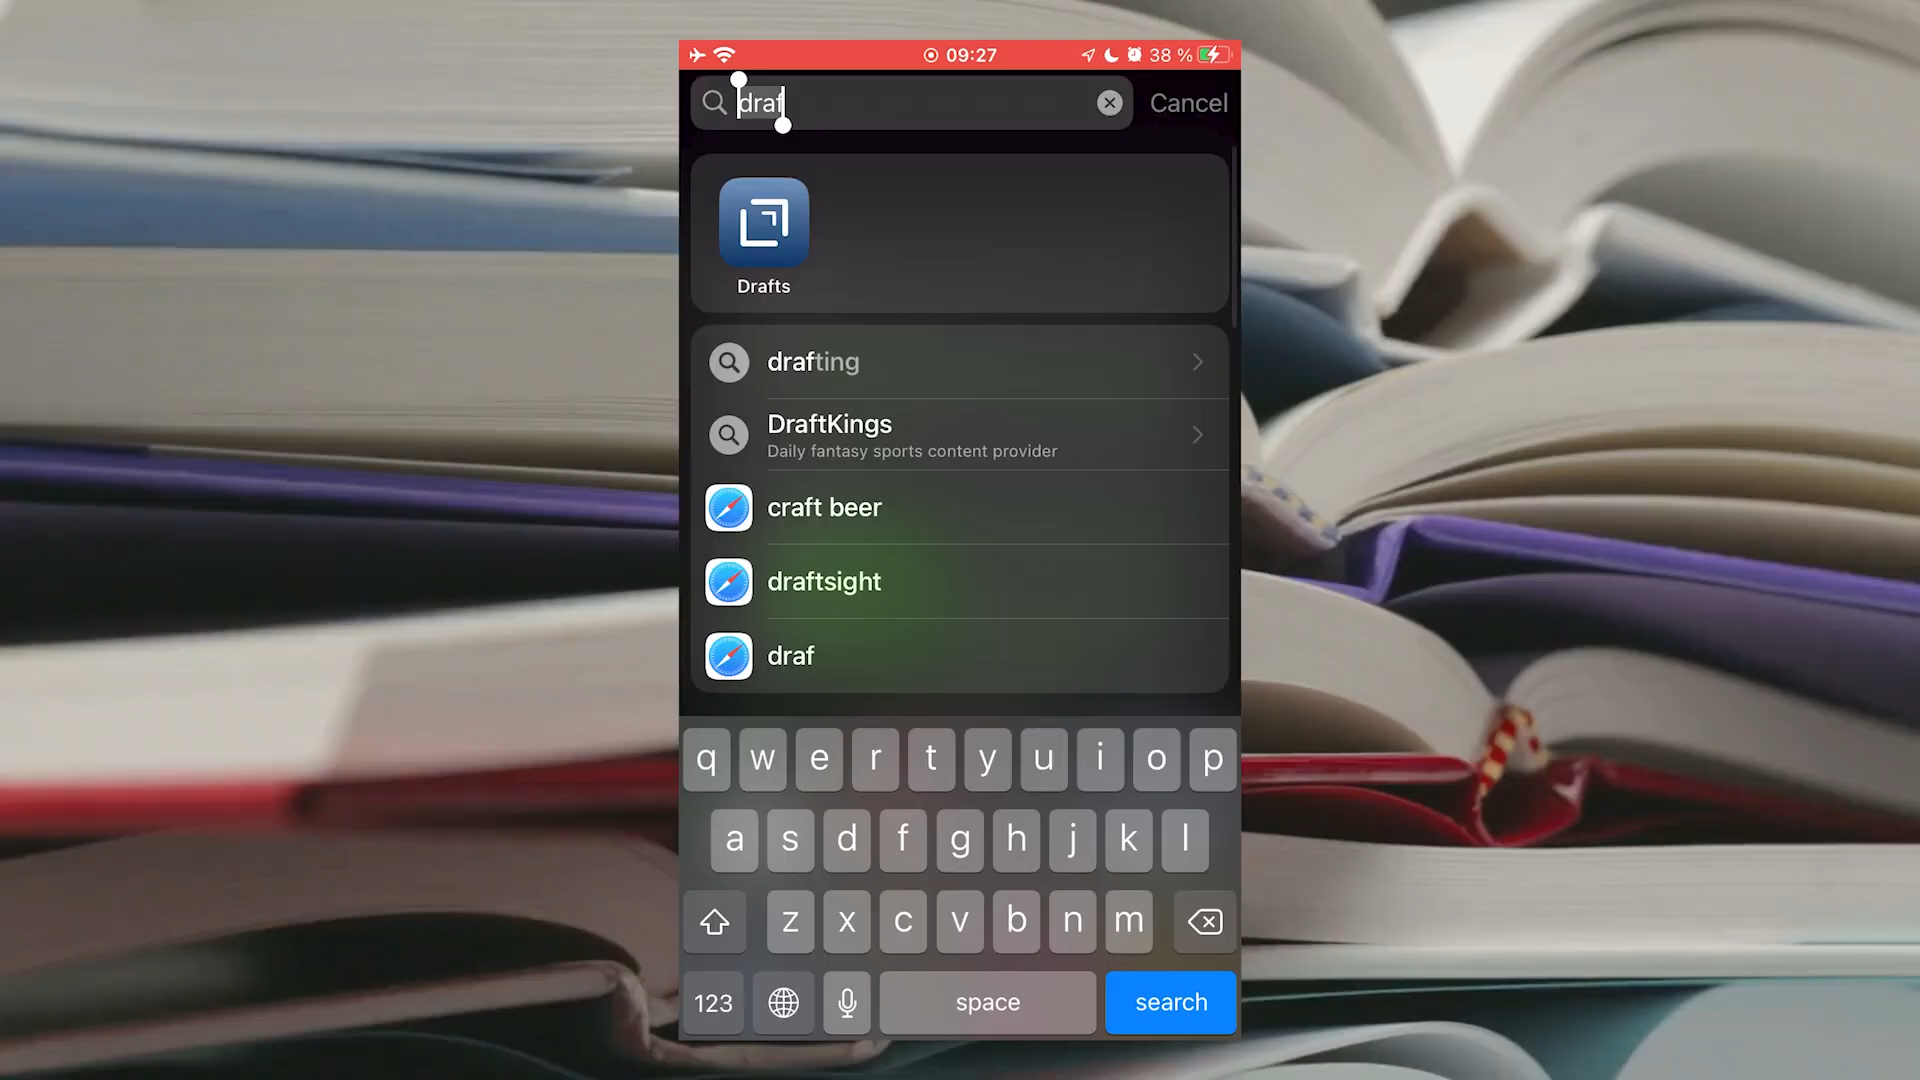 09:27
38 %
draf
Cancel
Drafts
drafting
DraftKings
Daily fantasy sports content provider
craft beer
draftsight
draf
q w e r t y u i o p
a s d f g h j k l
z x c v b n m
123 space search